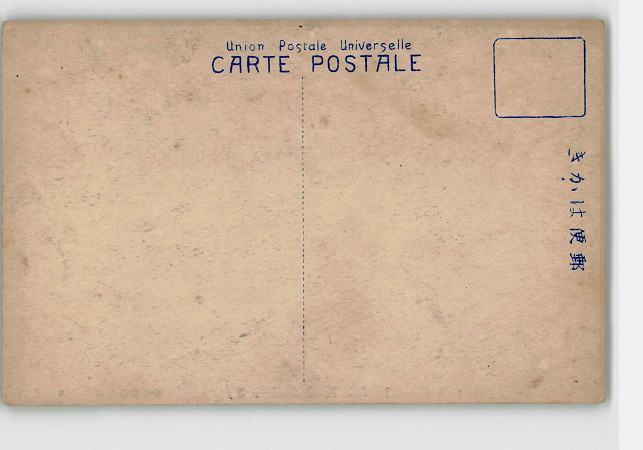 Union Postale Universelle
CARTE POSTALE
きかは便郵